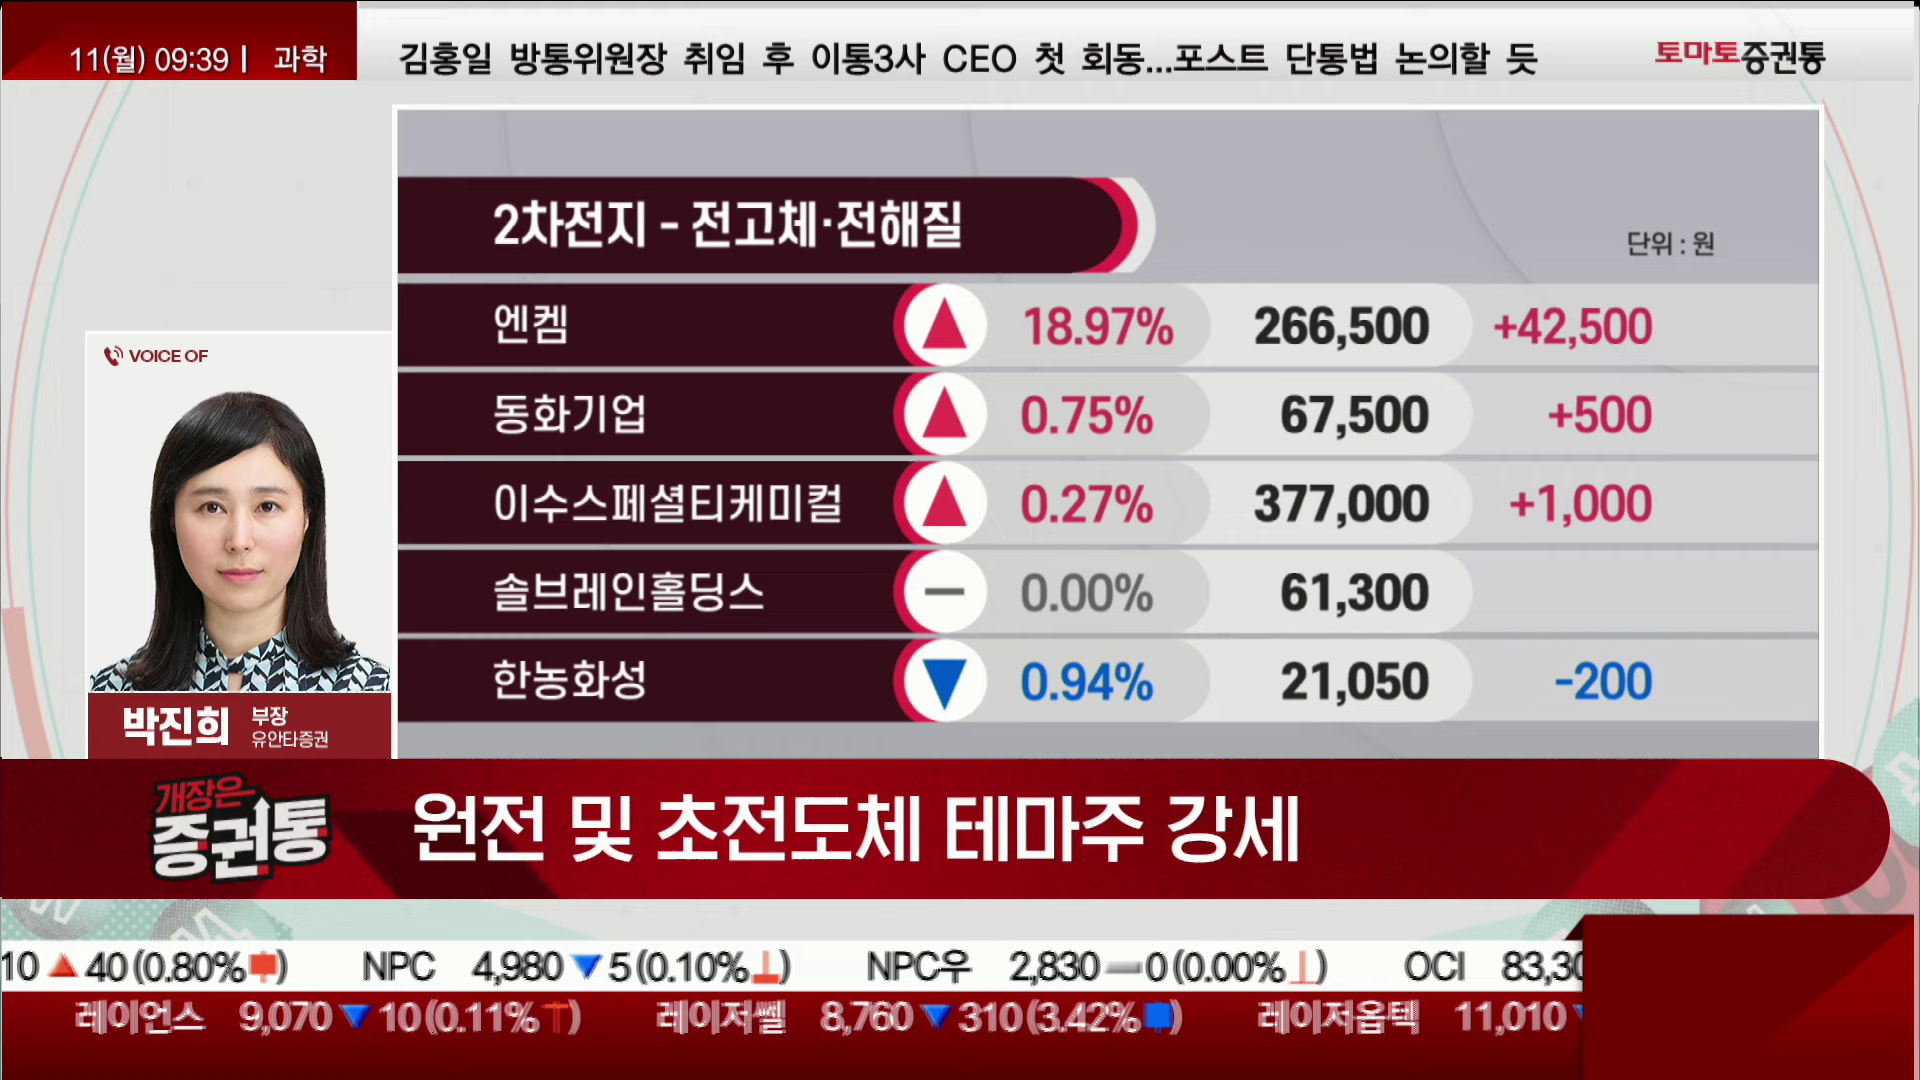 11(월) 09:39 | 과학
김홍일 방통위원장 취임 후 이통3사 CEO 첫 회동...포스트 단통법 논의할 듯
토마토증권통
2차전지 - 전고체·전해질
단위 : 원
엔켐 ▲ 18.97% 266,500 +42,500
동화기업 ▲ 0.75% 67,500 +500
이수스페셜티케미컬 ▲ 0.27% 377,000 +1,000
솔브레인홀딩스 - 0.00% 61,300
한농화성 ▼ 0.94% 21,050 -200
VOICE OF
박진희 부장
유안타증권
개장은
증권통
원전 및 초전도체 테마주 강세
10 ▲ 40 (0.80%) NPC 4,980 ▼ 5 (0.10%) NPC우 2,830 - 0 (0.00%) OCI 83,30
레이언스 9,070 ▼ 10 (0.11%) 레이저쎌 8,760 ▼ 310 (3.42%) 레이저옵텍 11,010